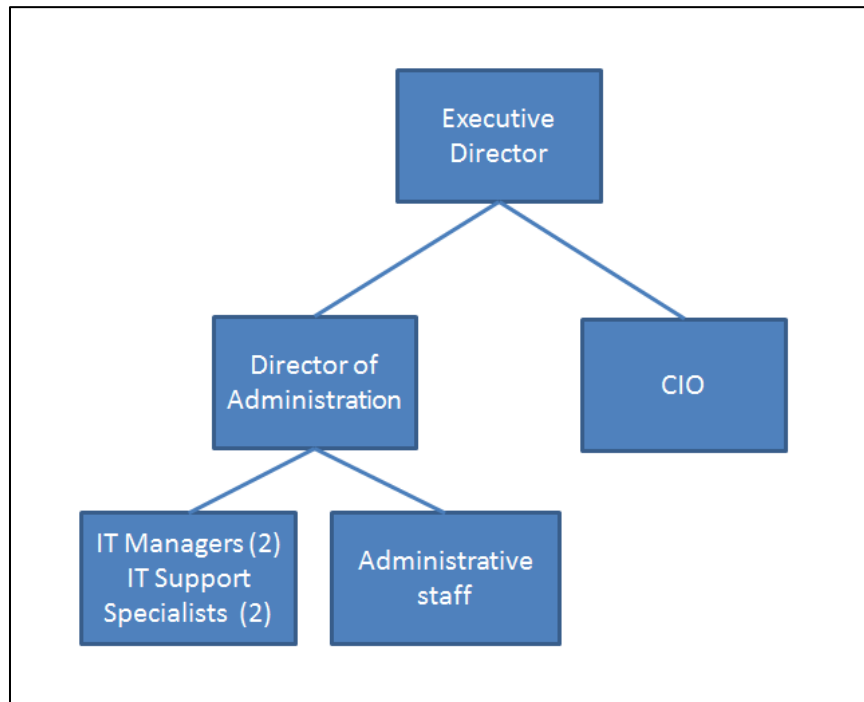 Executive
Director
Director of
Administration
CIO
IT Managers (2)
IT Support
Specialists (2)
Administrative
staff